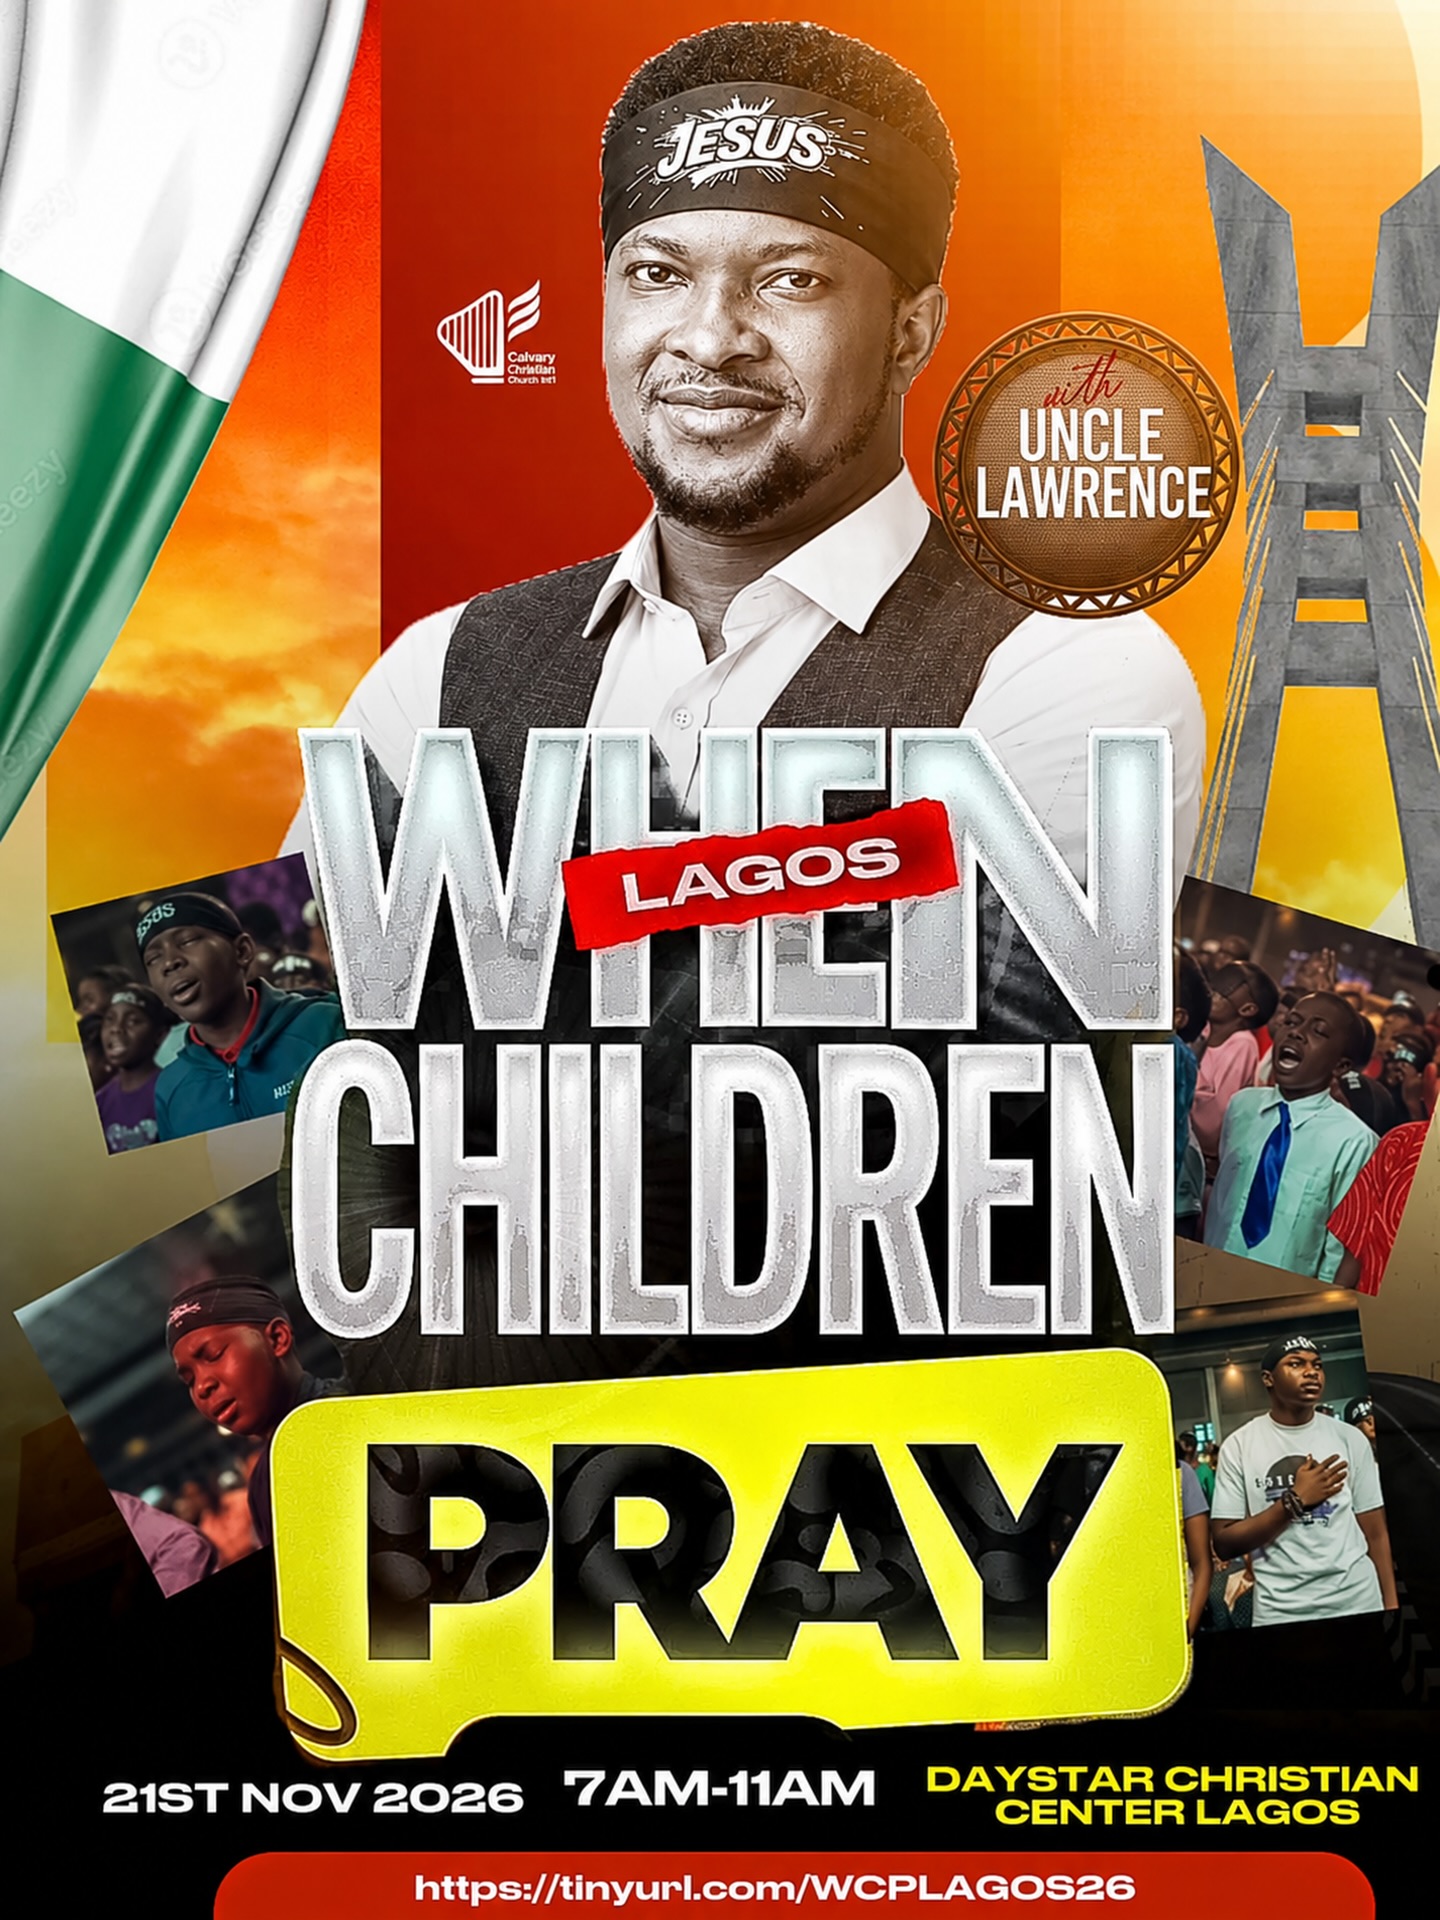 JESUS
Calvary
Christian
Church Int'l
with
UNCLE
LAWRENCE
WHEN
LAGOS
CHILDREN
PRAY
21ST NOV 2026
7AM-11AM
DAYSTAR CHRISTIAN
CENTER LAGOS
https://tinyurl.com/WCPLAGOS26